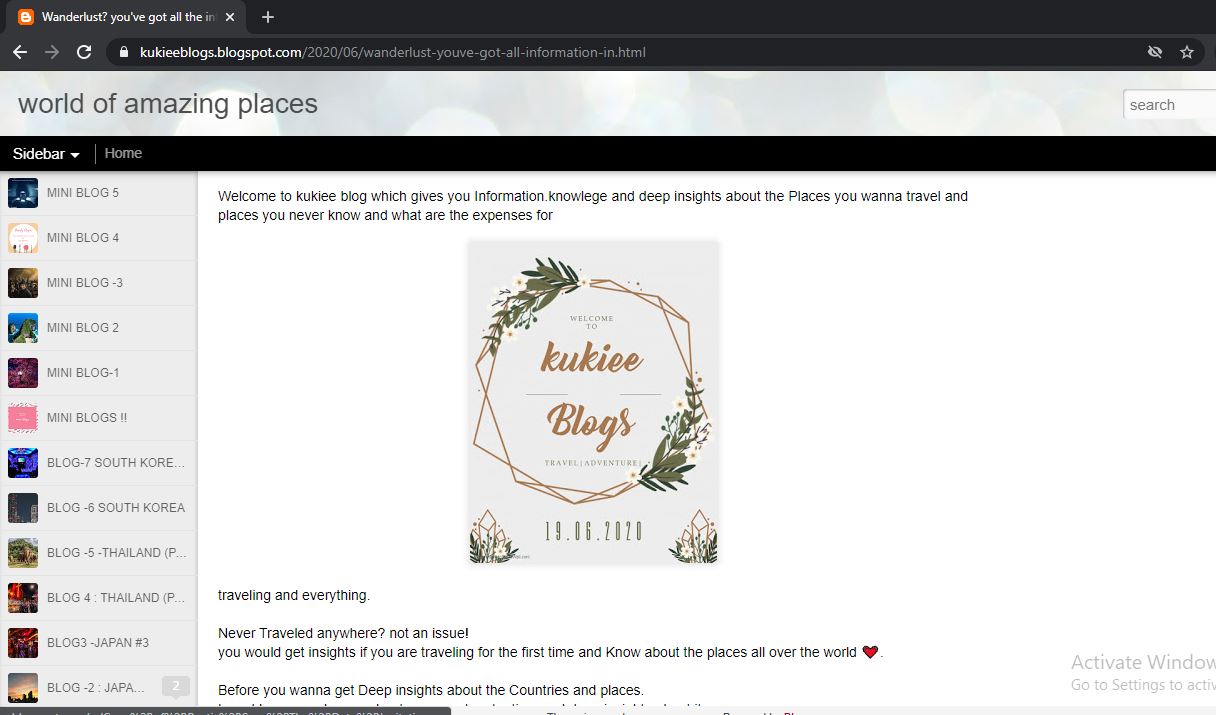 Wanderlust? you've got all the in
kukieeblogs.blogspot.com/2020/06/wanderlust-youve-got-all-information-in.html
world of amazing places
search
Sidebar
Home
MINI BLOG 5
MINI BLOG 4
MINI BLOG -3
MINI BLOG 2
MINI BLOG-1
MINI BLOGS !!
BLOG-7 SOUTH KORE...
BLOG -6 SOUTH KOREA
BLOG -5 -THAILAND (P...
BLOG 4 : THAILAND (P...
BLOG3 -JAPAN #3
BLOG -2 : JAPA...
2
Welcome to kukiee blog which gives you Information.knowlege and deep insights about the Places you wanna travel and
places you never know and what are the expenses for
WELCOME
TO
kukiee
Blogs
TRAVEL|ADVENTURE|
19.06.2020
traveling and everything.
Never Traveled anywhere? not an issue!
you would get insights if you are traveling for the first time and Know about the places all over the world ❤.
Before you wanna get Deep insights about the Countries and places.
Activate Window
Go to Settings to activ